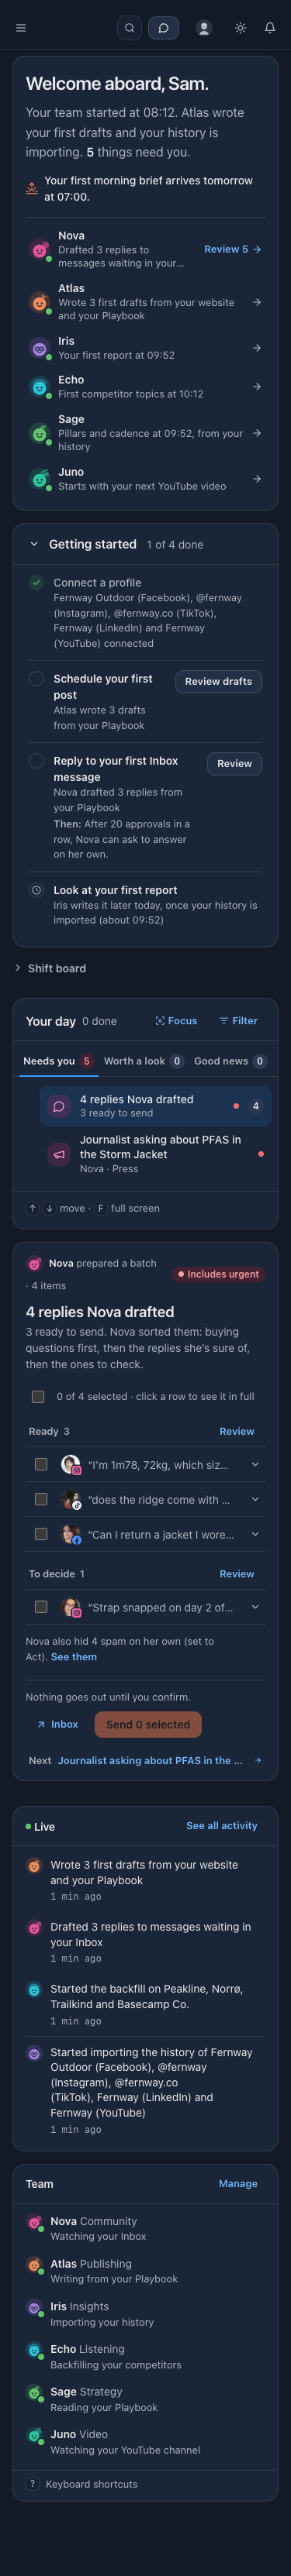 Welcome aboard, Sam.
Your team started at 08:12. Atlas wrote
your first drafts and your history is
importing. 5 things need you.
Your first morning brief arrives tomorrow
at 07:00.
Nova
Drafted 3 replies to
messages waiting in your...
Review 5
Atlas
Wrote 3 first drafts from your website
and your Playbook
Iris
Your first report at 09:52
Echo
First competitor topics at 10:12
Sage
Pillars and cadence at 09:52, from your
history
Juno
Starts with your next YouTube video
Getting started 1 of 4 done
Connect a profile
Fernway Outdoor (Facebook), @fernway
(Instagram), @fernway.co (TikTok),
Fernway (LinkedIn) and Fernway
(YouTube) connected
Schedule your first
post
Atlas wrote 3 drafts
from your Playbook
Review drafts
Reply to your first Inbox
message
Nova drafted 3 replies from
your Playbook
Then: After 20 approvals in a
row, Nova can ask to answer
on her own.
Review
Look at your first report
Iris writes it later today, once your history is
imported (about 09:52)
Shift board
Your day 0 done
Focus
Filter
Needs you 5 Worth a look 0 Good news 0
4 replies Nova drafted
3 ready to send
4
Journalist asking about PFAS in
the Storm Jacket
Nova · Press
↑ ↓ move · F full screen
Nova prepared a batch
· 4 items
Includes urgent
4 replies Nova drafted
3 ready to send. Nova sorted them: buying
questions first, then the replies she's sure of,
then the ones to check.
0 of 4 selected · click a row to see it in full
Ready 3
Review
“I’m 1m78, 72kg, which siz...
“does the ridge come with ...
“Can I return a jacket I wore...
To decide 1
Review
“Strap snapped on day 2 of...
Nova also hid 4 spam on her own (set to
Act). See them
Nothing goes out until you confirm.
Inbox
Send 0 selected
Next Journalist asking about PFAS in the ...
Live
See all activity
Wrote 3 first drafts from your website
and your Playbook
1 min ago
Drafted 3 replies to messages waiting in
your Inbox
1 min ago
Started the backfill on Peakline, Norrø,
Trailkind and Basecamp Co.
1 min ago
Started importing the history of Fernway
Outdoor (Facebook), @fernway
(Instagram), @fernway.co
(TikTok), Fernway (LinkedIn) and
Fernway (YouTube)
1 min ago
Team
Manage
Nova Community
Watching your Inbox
Atlas Publishing
Writing from your Playbook
Iris Insights
Importing your history
Echo Listening
Backfilling your competitors
Sage Strategy
Reading your Playbook
Juno Video
Watching your YouTube channel
? Keyboard shortcuts